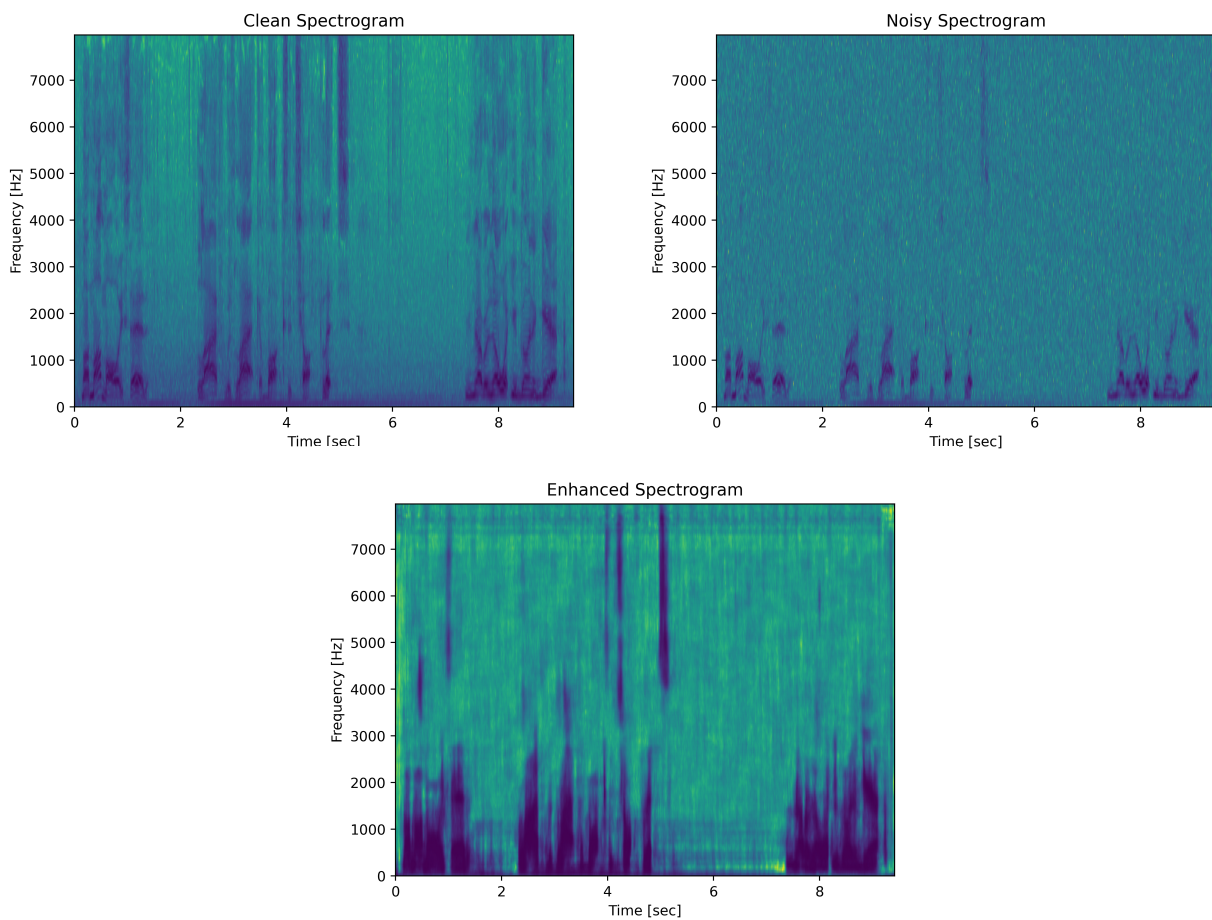 Clean Spectrogram
Noisy Spectrogram
7000
6000
5000
4000
3000
2000
1000
0
Frequency [Hz]
0 2 4 6 8
Time [sec]
7000
6000
5000
4000
3000
2000
1000
0
Frequency [Hz]
0 2 4 6 8
Time [sec]
Enhanced Spectrogram
7000
6000
5000
4000
3000
2000
1000
0
Frequency [Hz]
0 2 4 6 8
Time [sec]